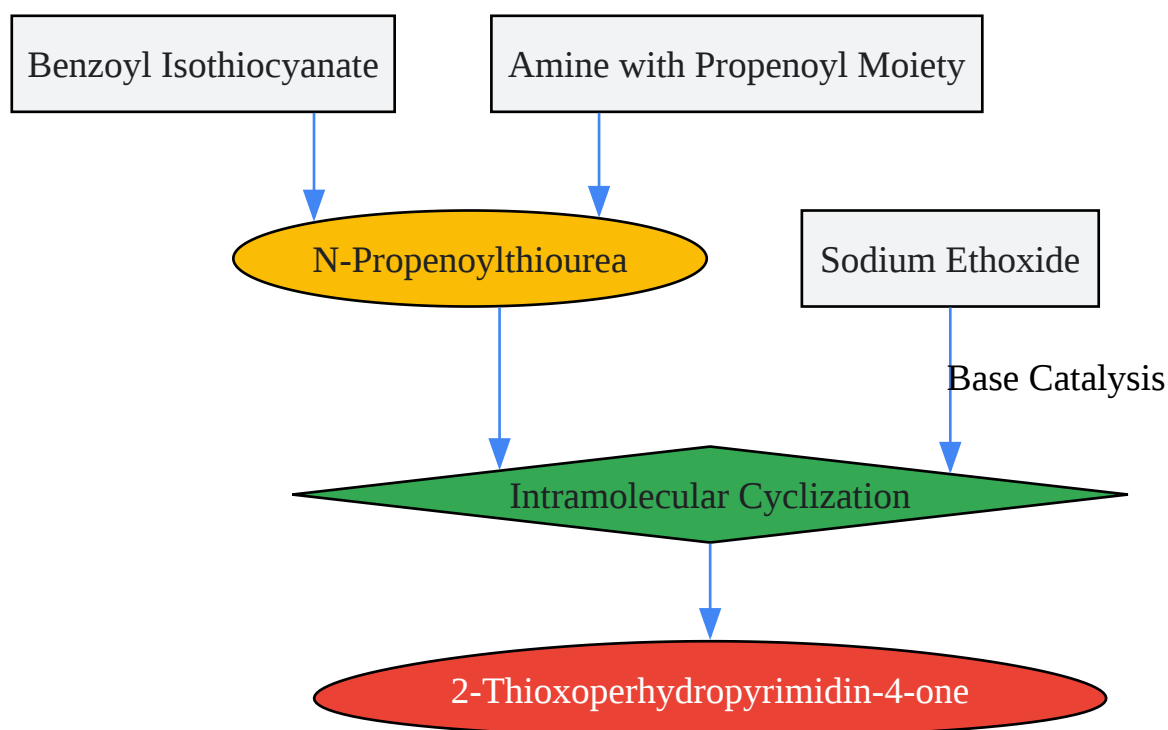 Benzoyl Isothiocyanate
Amine with Propenoyl Moiety
N-Propenoylthiourea
Sodium Ethoxide
Base Catalysis
Intramolecular Cyclization
2-Thioxoperhydropyrimidin-4-one